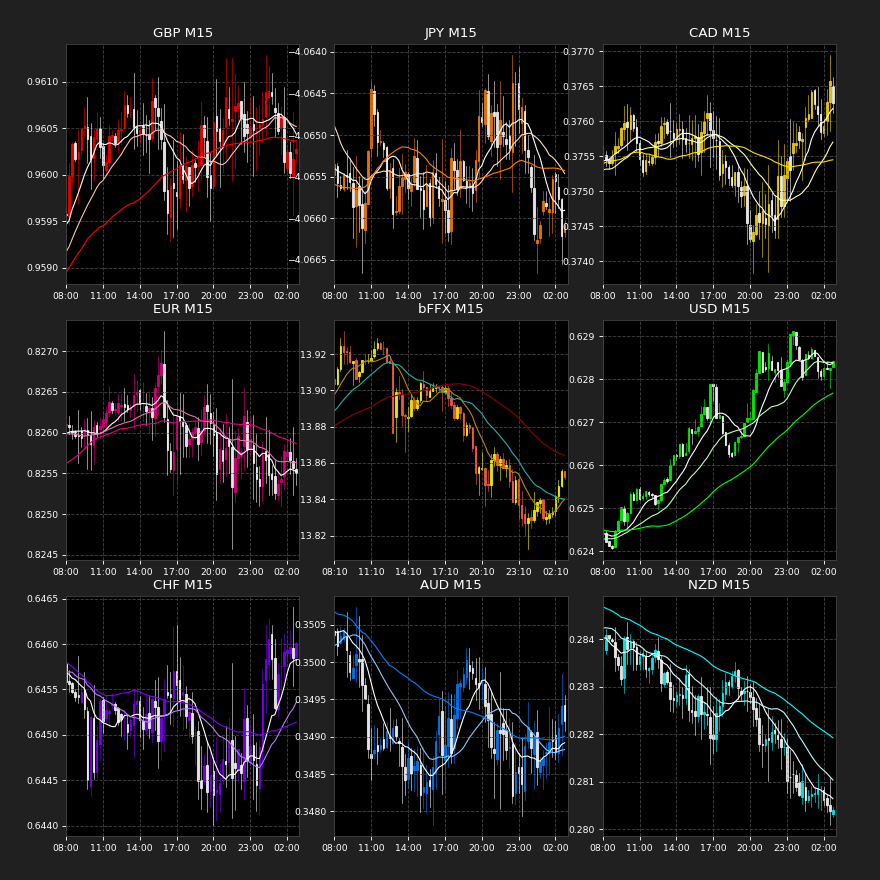 GBP M15
0.9610
0.9605
0.9600
0.9595
0.9590
08:00 11:00 14:00 17:00 20:00 23:00 02:00
JPY M15
−4.0640
−4.0645
−4.0650
−4.0655
−4.0660
−4.0665
08:00 11:00 14:00 17:00 20:00 23:00 02:00
CAD M15
0.3770
0.3765
0.3760
0.3755
0.3750
0.3745
0.3740
08:00 11:00 14:00 17:00 20:00 23:00 02:00
EUR M15
0.8270
0.8265
0.8260
0.8255
0.8250
0.8245
08:00 11:00 14:00 17:00 20:00 23:00 02:00
bFFX M15
13.92
13.90
13.88
13.86
13.84
13.82
08:10 11:10 14:10 17:10 20:10 23:10 02:10
USD M15
0.629
0.628
0.627
0.626
0.625
0.624
08:00 11:00 14:00 17:00 20:00 23:00 02:00
CHF M15
0.6465
0.6460
0.6455
0.6450
0.6445
0.6440
08:00 11:00 14:00 17:00 20:00 23:00 02:00
AUD M15
0.3505
0.3500
0.3495
0.3490
0.3485
0.3480
08:00 11:00 14:00 17:00 20:00 23:00 02:00
NZD M15
0.284
0.283
0.282
0.281
0.280
08:00 11:00 14:00 17:00 20:00 23:00 02:00